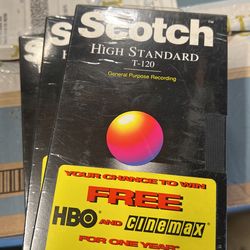 Scotch
HIGH STANDARD
T-120
General Purpose Recording
YOUR CHANCE TO WIN
FREE
HBO AND CINEMAX
FOR ONE YEAR